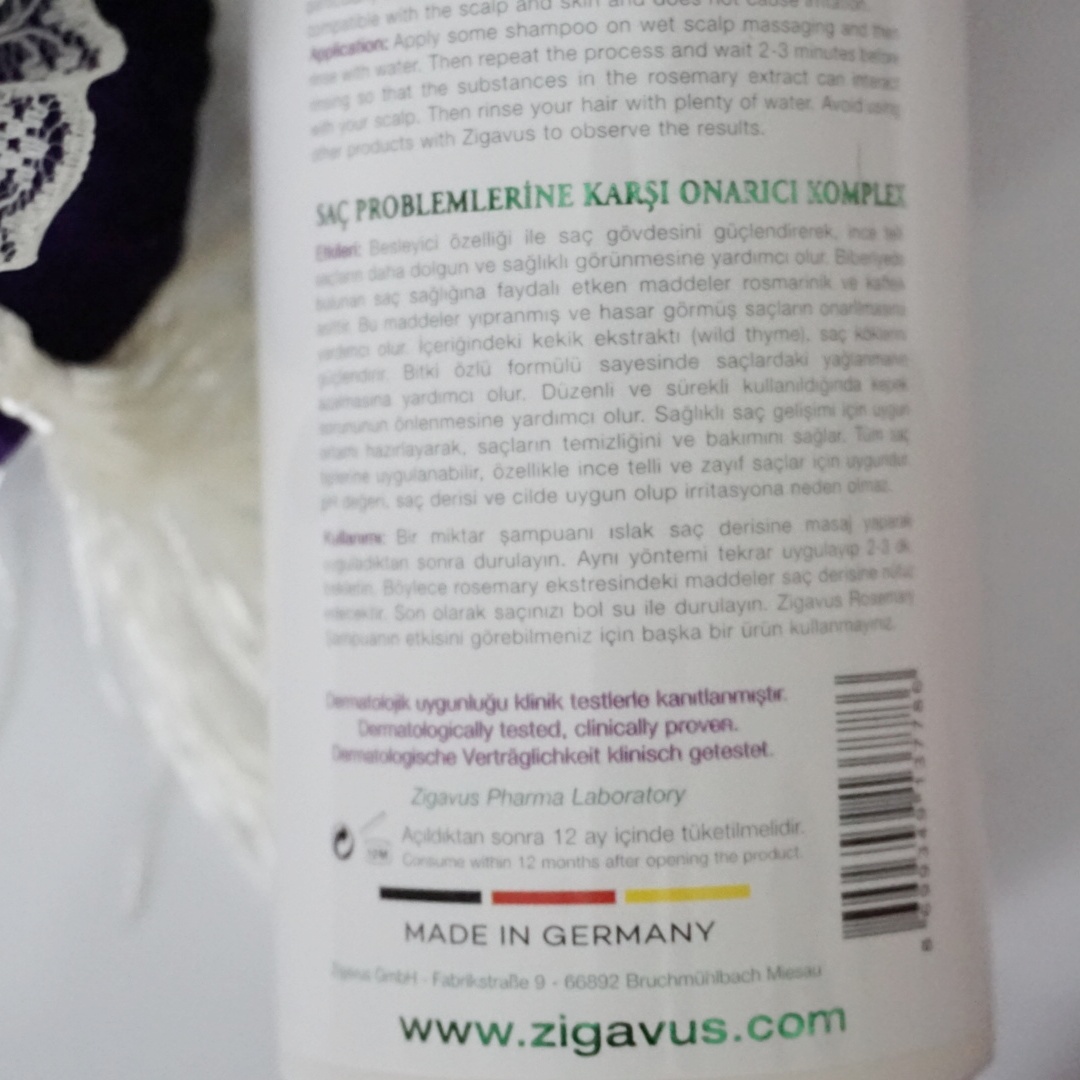 compatible with the scalp and skin and does not cause irritation.
Application: Apply some shampoo on wet scalp massaging and then
rinse with water. Then repeat the process and wait 2-3 minutes before
rinsing so that the substances in the rosemary extract can interact
with your scalp. Then rinse your hair with plenty of water. Avoid using
other products with Zigavus to observe the results.
SAÇ PROBLEMLERİNE KARŞI ONARICI KOMPLEX
Etkileri: Besleyici özelliği ile saç gövdesini güçlendirerek, ince telli
saçların daha dolgun ve sağlıklı görünmesine yardımcı olur. Biberiyede
bulunan saç sağlığına faydalı etken maddeler rosmarinik ve kafeik
asittir. Bu maddeler yıpranmış ve hasar görmüş saçların onarılmasına
yardımcı olur. İçeriğindeki kekik ekstraktı (wild thyme), saç köklerini
güçlendirir. Bitki özlü formülü sayesinde saçlardaki yağlanmanın
azalmasına yardımcı olur. Düzenli ve sürekli kullanıldığında kepek
sorununun önlenmesine yardımcı olur. Sağlıklı saç gelişimi için uygun
ortamı hazırlayarak, saçların temizliğini ve bakımını sağlar. Tüm saç
tiplerine uygulanabilir, özellikle ince telli ve zayıf saçlar için uygundur.
pH değeri, saç derisi ve cilde uygun olup irritasyona neden olmaz.
Kullanımı: Bir miktar şampuanı ıslak saç derisine masaj yaparak
uyguladıktan sonra durulayın. Aynı yöntemi tekrar uygulayıp 2-3 dk.
bekletin. Böylece rosemary ekstresindeki maddeler saç derisine nüfuz
edecektir. Son olarak saçınızı bol su ile durulayın. Zigavus Rosemary
Şampuanın etkisini görebilmeniz için başka bir ürün kullanmayınız.
Dermatolojik uygunluğu klinik testlerle kanıtlanmıştır.
Dermatologically tested, clinically proven.
Dermatologische Verträglichkeit klinisch getestet.
Zigavus Pharma Laboratory
Açıldıktan sonra 12 ay içinde tüketilmelidir.
Consume within 12 months after opening the product.
MADE IN GERMANY
Zigavus GmbH - Fabrikstraße 9 - 66892 Bruchmühlbach Miesau
www.zigavus.com